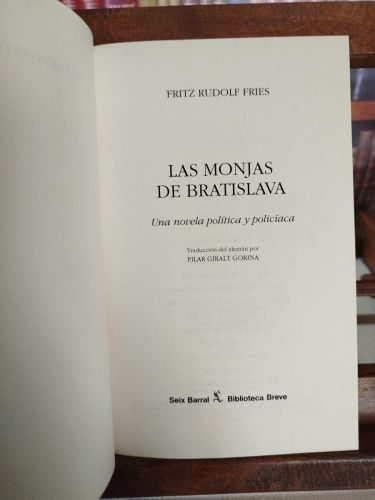 FRITZ RUDOLF FRIES
LAS MONJAS
DE BRATISLAVA
Una novela política y policíaca
Traducción del alemán por
PILAR GIRALT GORINA
Seix Barral Biblioteca Breve